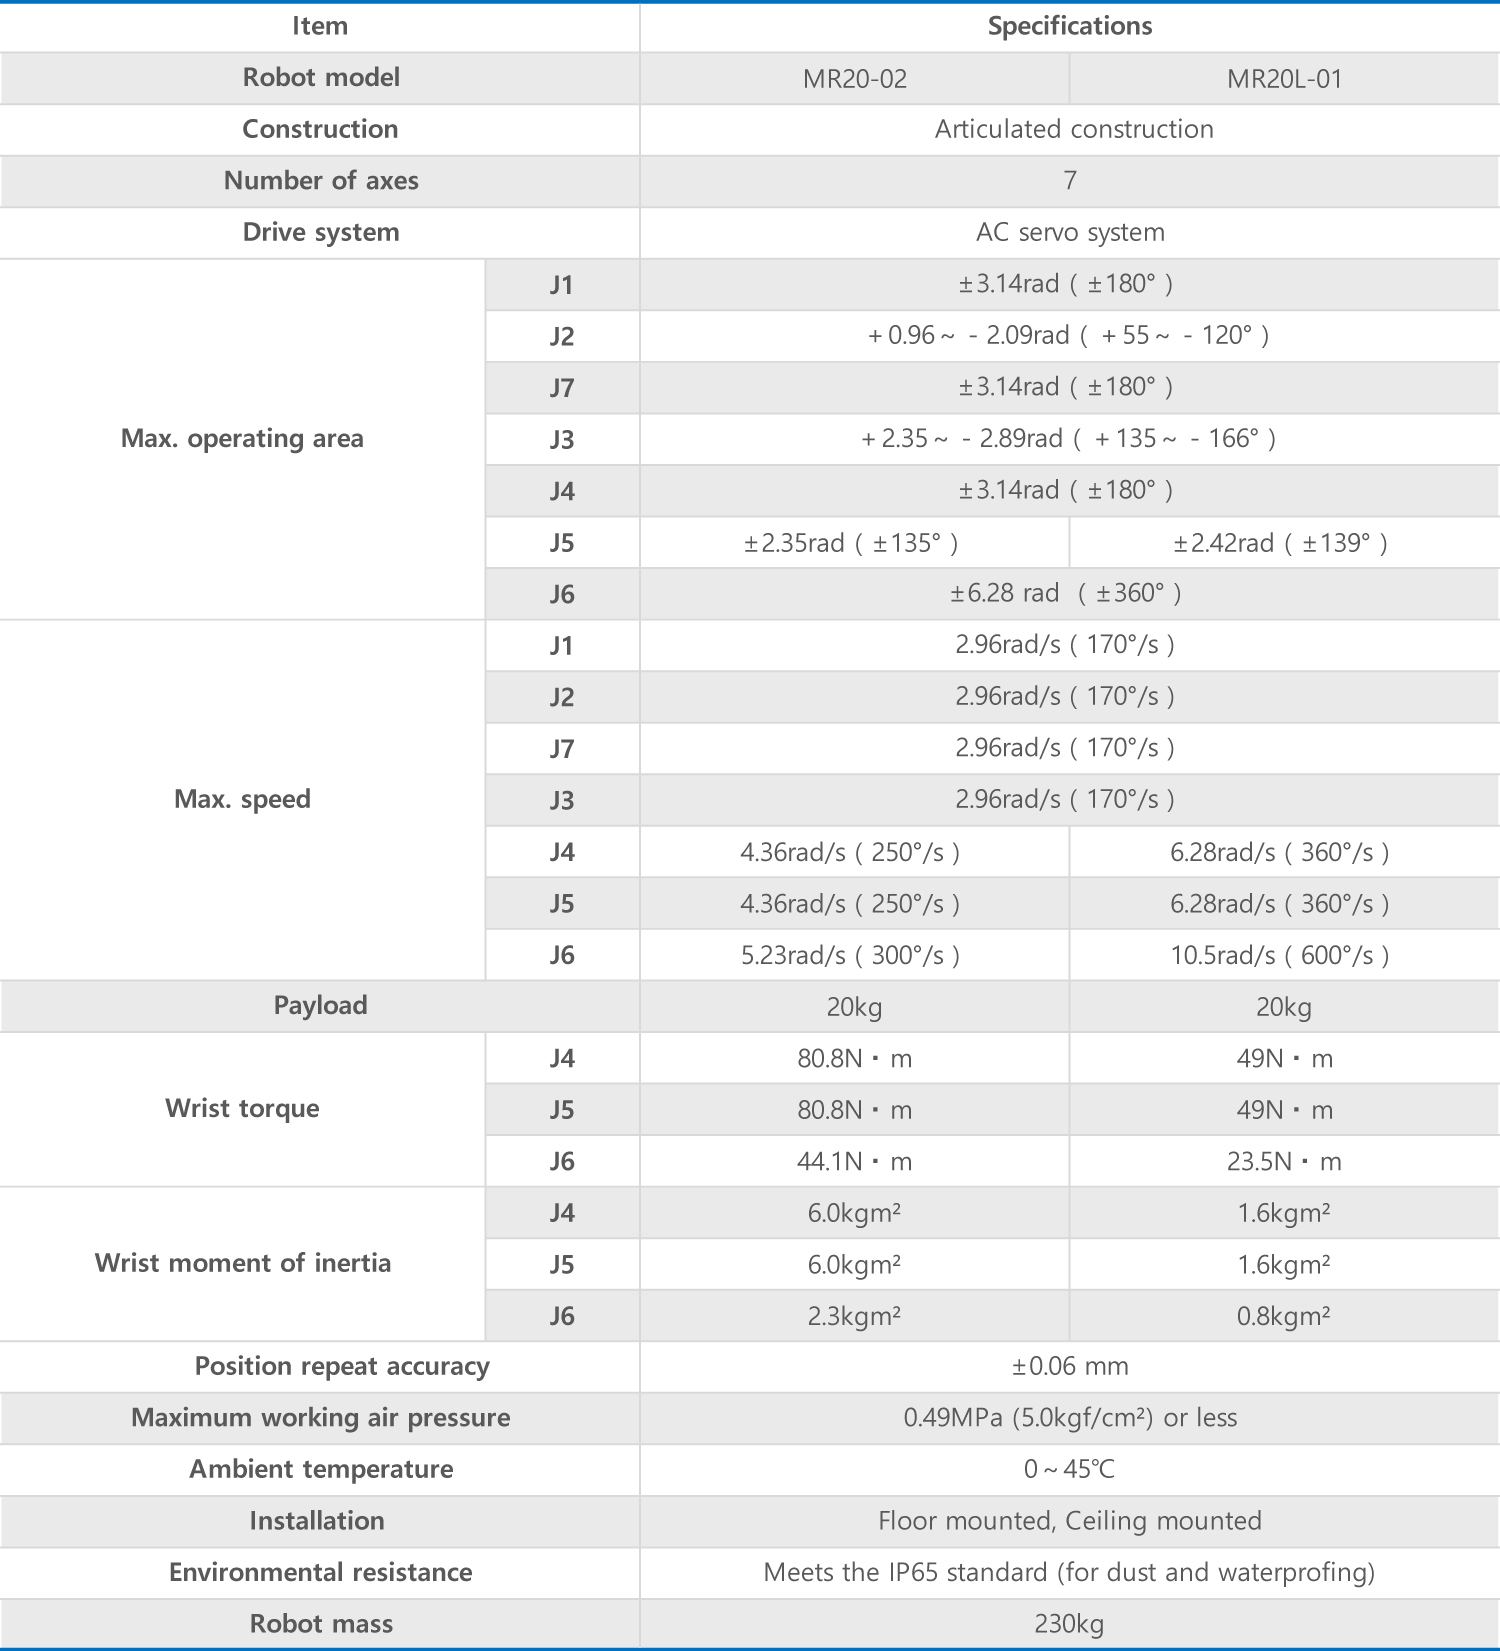 Item Specifications
Robot model MR20-02 MR20L-01
Construction Articulated construction
Number of axes 7
Drive system AC servo system
Max. operating area
J1 ±3.14rad ( ±180° )
J2 +0.96~ - 2.09rad ( +55~ - 120° )
J7 ±3.14rad ( ±180° )
J3 +2.35~ - 2.89rad ( +135~ - 166° )
J4 ±3.14rad ( ±180° )
J5 ±2.35rad ( ±135° ) ±2.42rad ( ±139° )
J6 ±6.28 rad ( ±360° )
Max. speed
J1 2.96rad/s ( 170°/s )
J2 2.96rad/s ( 170°/s )
J7 2.96rad/s ( 170°/s )
J3 2.96rad/s ( 170°/s )
J4 4.36rad/s ( 250°/s ) 6.28rad/s ( 360°/s )
J5 4.36rad/s ( 250°/s ) 6.28rad/s ( 360°/s )
J6 5.23rad/s ( 300°/s ) 10.5rad/s ( 600°/s )
Payload 20kg 20kg
Wrist torque
J4 80.8N・m 49N・m
J5 80.8N・m 49N・m
J6 44.1N・m 23.5N・m
Wrist moment of inertia
J4 6.0kgm² 1.6kgm²
J5 6.0kgm² 1.6kgm²
J6 2.3kgm² 0.8kgm²
Position repeat accuracy ±0.06 mm
Maximum working air pressure 0.49MPa (5.0kgf/cm²) or less
Ambient temperature 0~45℃
Installation Floor mounted, Ceiling mounted
Environmental resistance Meets the IP65 standard (for dust and waterprofing)
Robot mass 230kg